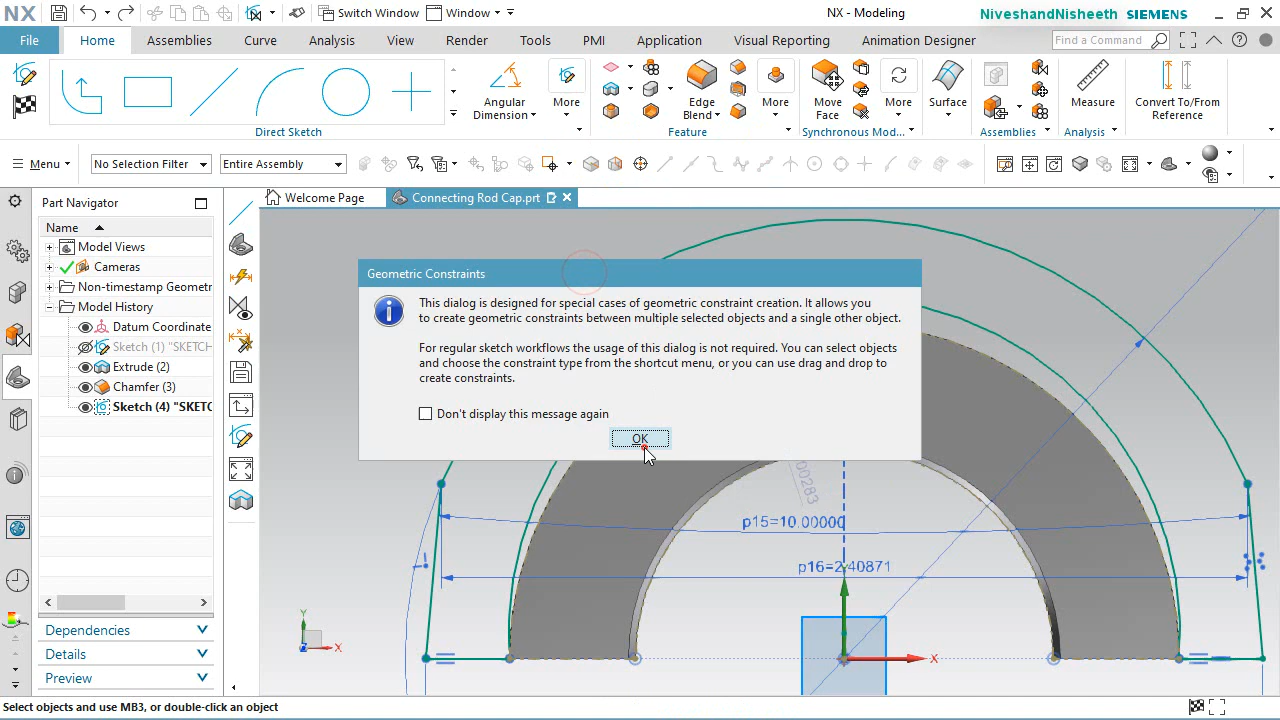 NX
Switch Window
Window
NX - Modeling
NiveshandNisheeth
SIEMENS
File
Home
Assemblies
Curve
Analysis
View
Render
Tools
PMI
Application
Visual Reporting
Animation Designer
Find a Command
Angular
Dimension
More
Edge
Blend
More
Move
Face
More
Surface
Measure
Convert To/From
Reference
Direct Sketch
Feature
Synchronous Mod...
Assemblies
Analysis
Menu
No Selection Filter
Entire Assembly
Part Navigator
Welcome Page
Connecting Rod Cap.prt
Name
Model Views
Cameras
Non-timestamp Geometr
Model History
Datum Coordinate
Sketch (1) "SKETCH
Extrude (2)
Chamfer (3)
Sketch (4) "SKETC
Dependencies
Details
Preview
Geometric Constraints
This dialog is designed for special cases of geometric constraint creation. It allows you
to create geometric constraints between multiple selected objects and a single other object.
For regular sketch workflows the usage of this dialog is not required. You can select objects
and choose the constraint type from the shortcut menu, or you can use drag and drop to
create constraints.
Don't display this message again
OK
00283
p15=10.00000
p16=2.40871
Y
X
Y
X
Select objects and use MB3, or double-click an object